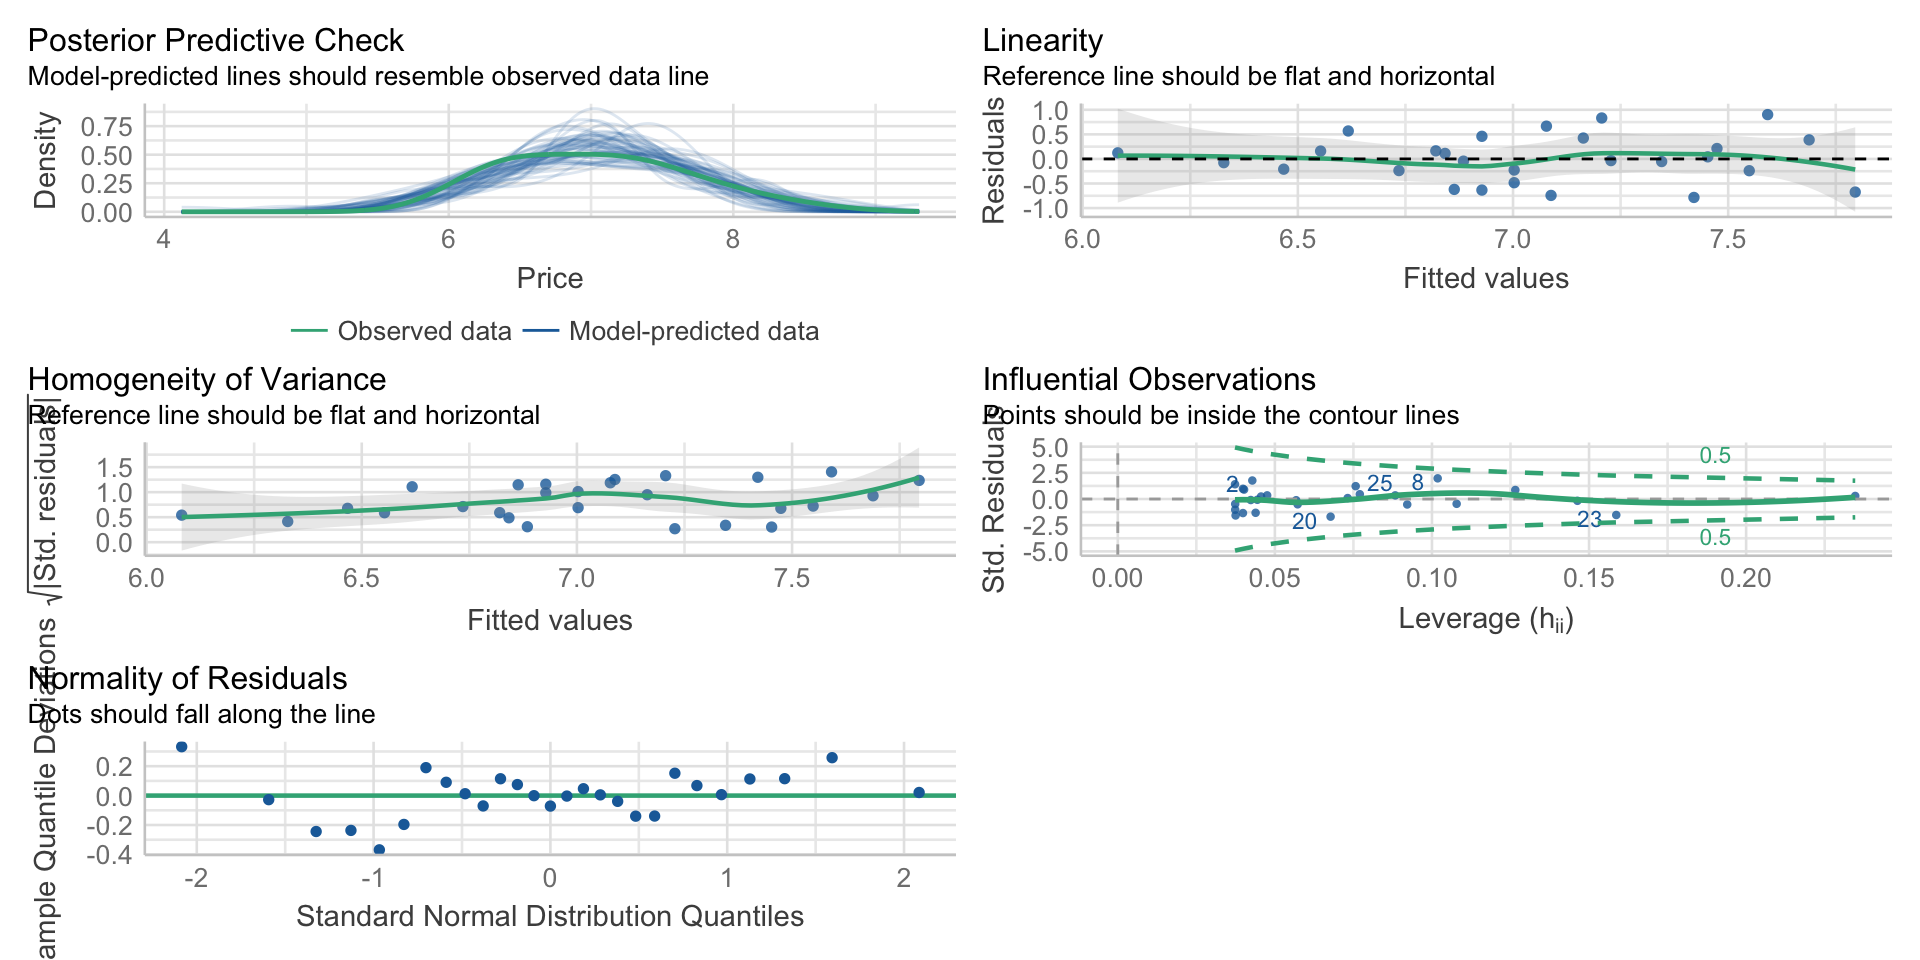 Posterior Predictive Check
Model-predicted lines should resemble observed data line
Density
0.75
0.50
0.25
0.00
4
6
8
Price
Observed data
Model-predicted data
Linearity
Reference line should be flat and horizontal
Residuals
1.0
0.5
0.0
-0.5
-1.0
6.0
6.5
7.0
7.5
Fitted values
Homogeneity of Variance
Reference line should be flat and horizontal
√|Std. residuals|
1.5
1.0
0.5
0.0
6.0
6.5
7.0
7.5
Fitted values
Influential Observations
Points should be inside the contour lines
Std. Residuals
5.0
2.5
0.0
-2.5
-5.0
0.5
2
25
8
20
23
0.5
0.00
0.05
0.10
0.15
0.20
Leverage (hii)
Normality of Residuals
Dots should fall along the line
ample Quantile Deviations
0.2
0.0
-0.2
-0.4
-2
-1
0
1
2
Standard Normal Distribution Quantiles